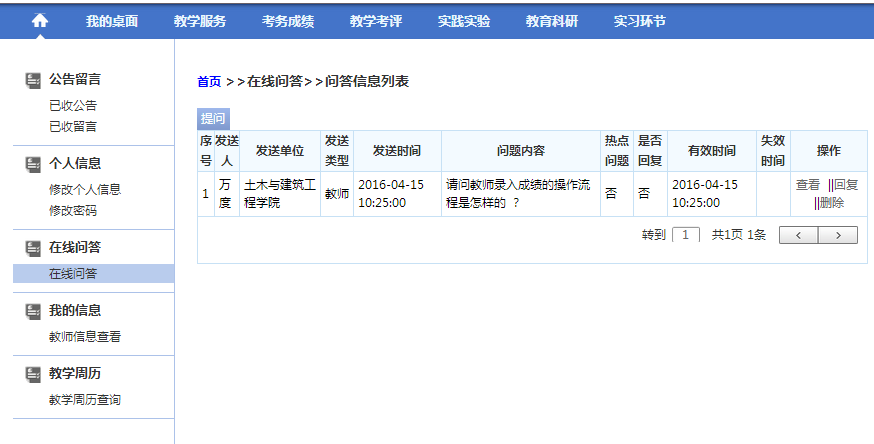 我的桌面 教学服务 考务成绩 教学考评 实践实验 教育科研 实习环节
公告留言
已收公告
已收留言
个人信息
修改个人信息
修改密码
在线问答
在线问答
我的信息
教师信息查看
教学周历
教学周历查询
首页 >>在线问答>>问答信息列表
提问
序号 发送人 发送单位 发送类型 发送时间 问题内容 热点问题 是否回复 有效时间 失效时间 操作
1 万度 土木与建筑工程学院 教师 2016-04-15 10:25:00 请问教师录入成绩的操作流程是怎样的 ？ 否 否 2016-04-15 10:25:00 查看 ||回复 ||删除
转到 1 共1页 1条 < >